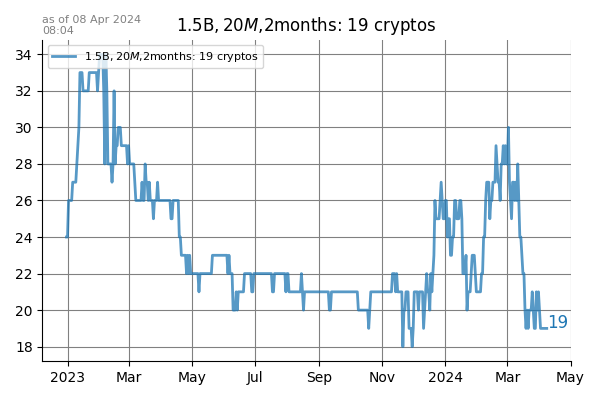 as of 08 Apr 2024
08:04
1.5B, 20M,2months: 19 cryptos
1.5B, 20M,2months: 19 cryptos
34
32
30
28
26
24
22
20
18
19
2023 Mar May Jul Sep Nov 2024 Mar May